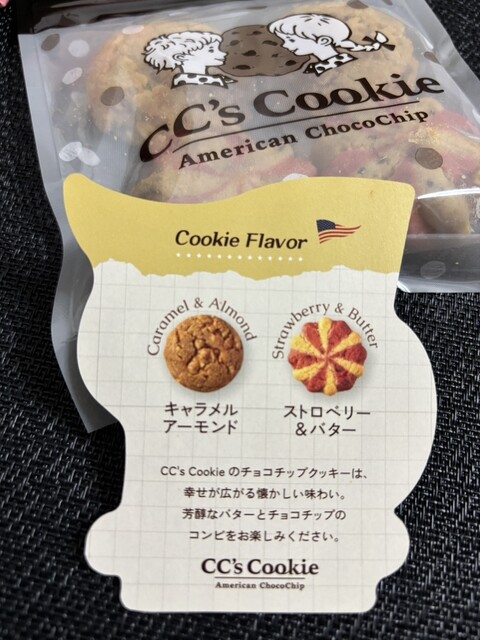 CC's Cookie
American ChocoChip
Cookie Flavor
Caramel & Almond
Strawberry & Butter
キャラメル
アーモンド
ストロベリー
&バター
CC's Cookie のチョコチップクッキーは、
幸せが広がる懐かしい味わい。
芳醇なバターとチョコチップの
コンビをお楽しみください。
CC's Cookie
American ChocoChip